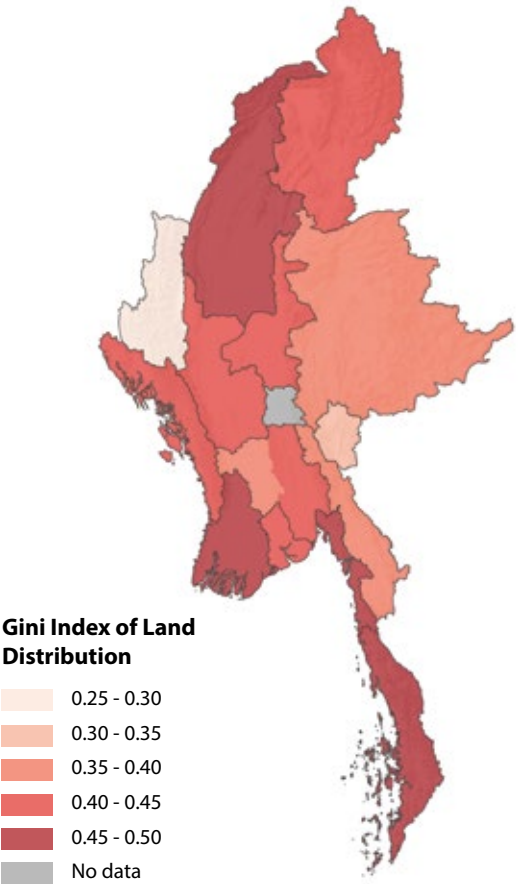 Gini Index of Land
Distribution
0.25 - 0.30
0.30 - 0.35
0.35 - 0.40
0.40 - 0.45
0.45 - 0.50
No data